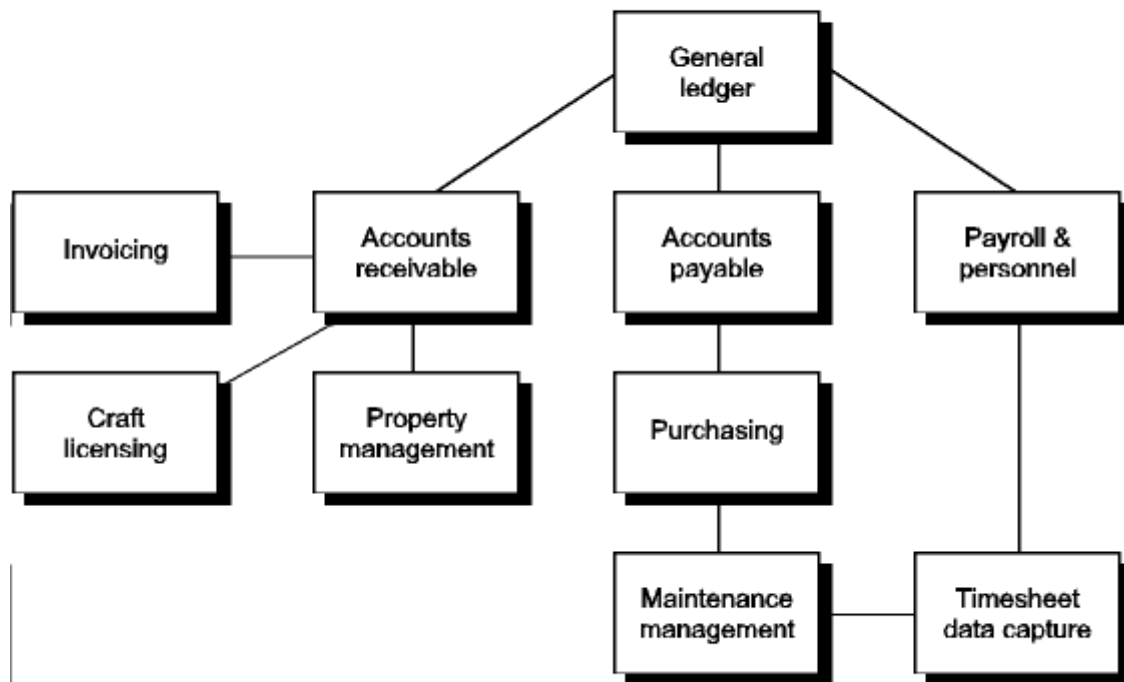 General
ledger
Invoicing
Accounts
receivable
Accounts
payable
Payroll &
personnel
Craft
licensing
Property
management
Purchasing
Maintenance
management
Timesheet
data capture